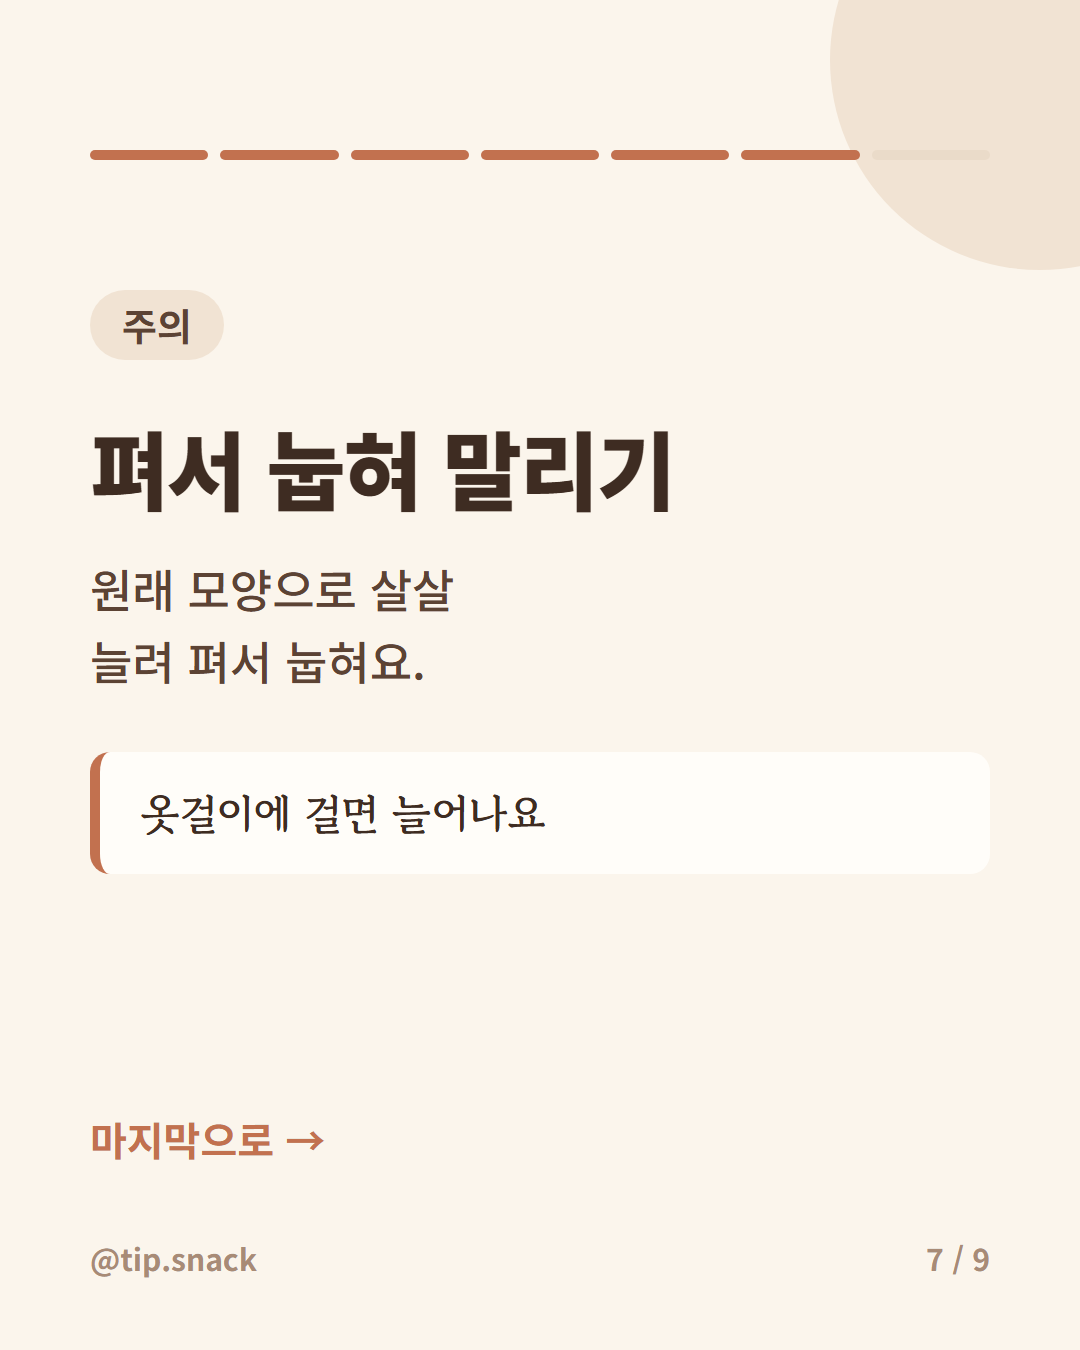 주의
펴서 눕혀 말리기
원래 모양으로 살살
늘려 펴서 눕혀요.
옷걸이에 걸면 늘어나요
마지막으로 →
@tip.snack
7 / 9